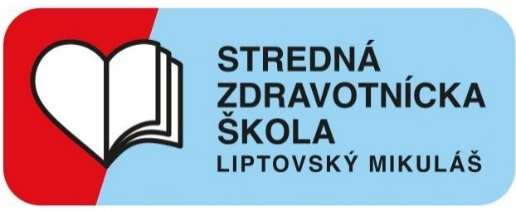 STREDNÁ
ZDRAVOTNÍCKA
ŠKOLA
LIPTOVSKÝ MIKULÁŠ